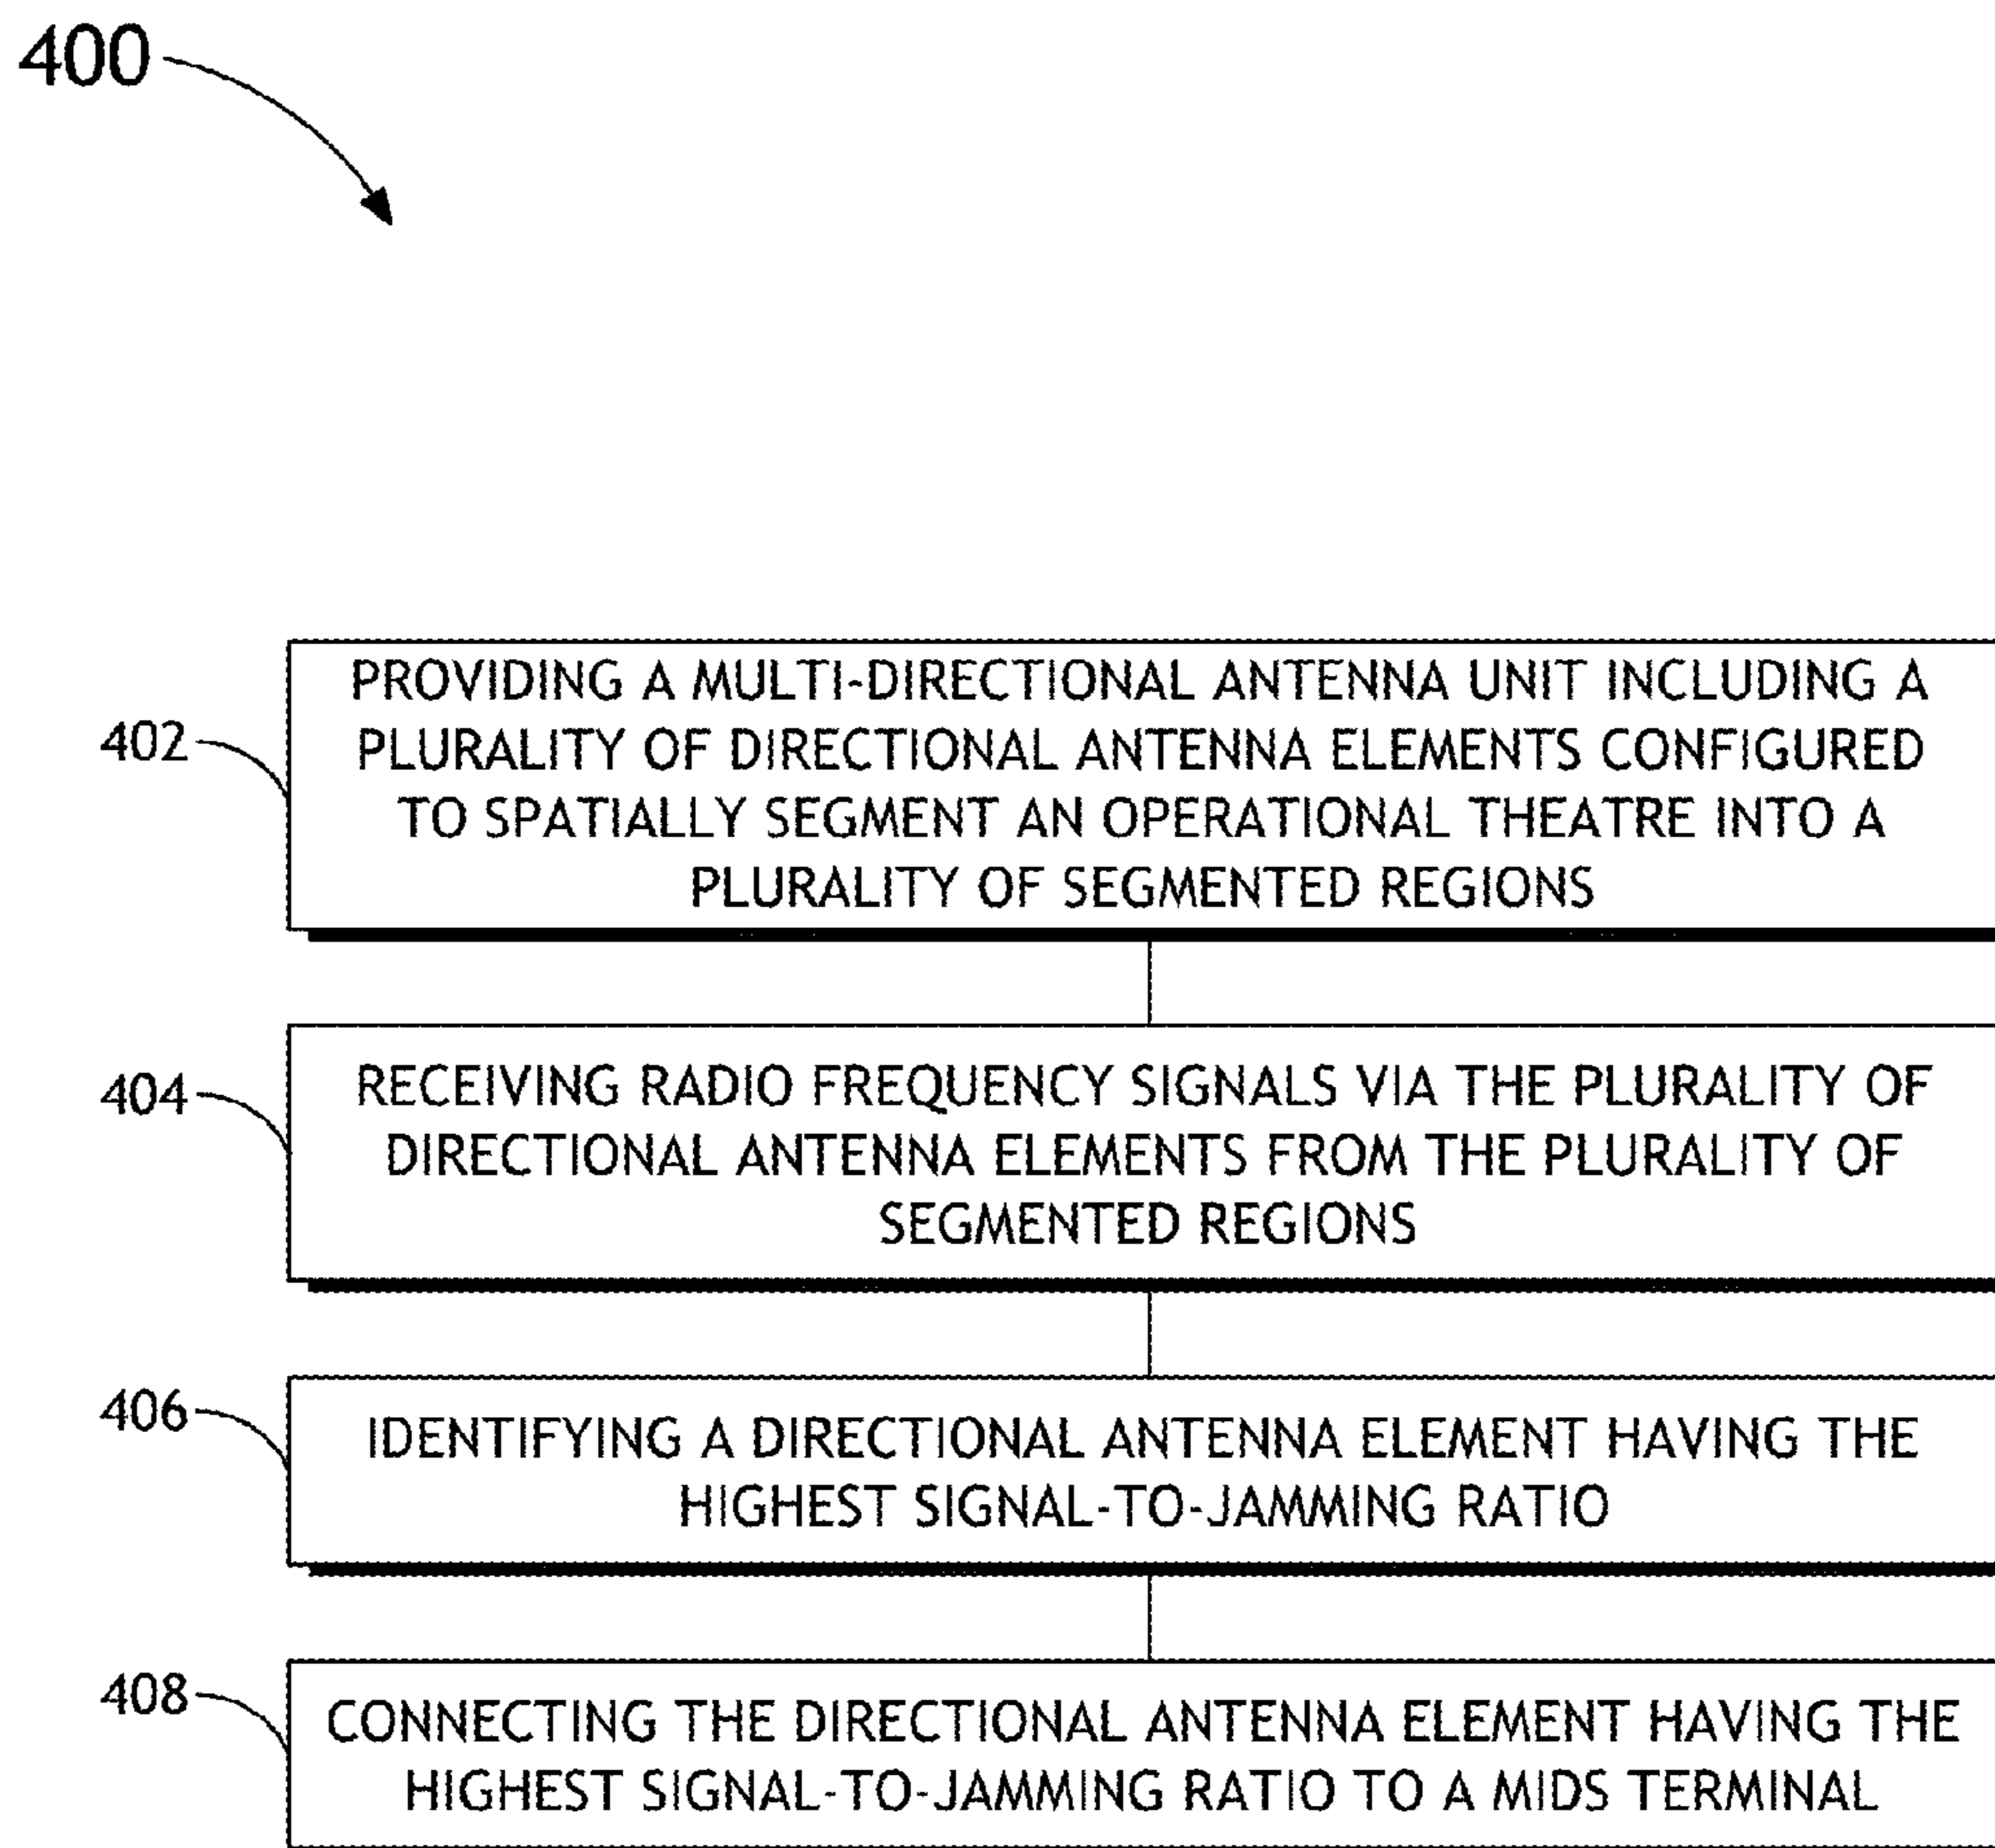 400
402
PROVIDING A MULTI-DIRECTIONAL ANTENNA UNIT INCLUDING A
PLURALITY OF DIRECTIONAL ANTENNA ELEMENTS CONFIGURED
TO SPATIALLY SEGMENT AN OPERATIONAL THEATRE INTO A
PLURALITY OF SEGMENTED REGIONS
404
RECEIVING RADIO FREQUENCY SIGNALS VIA THE PLURALITY OF
DIRECTIONAL ANTENNA ELEMENTS FROM THE PLURALITY OF
SEGMENTED REGIONS
406
IDENTIFYING A DIRECTIONAL ANTENNA ELEMENT HAVING THE
HIGHEST SIGNAL-TO-JAMMING RATIO
408
CONNECTING THE DIRECTIONAL ANTENNA ELEMENT HAVING THE
HIGHEST SIGNAL-TO-JAMMING RATIO TO A MIDS TERMINAL